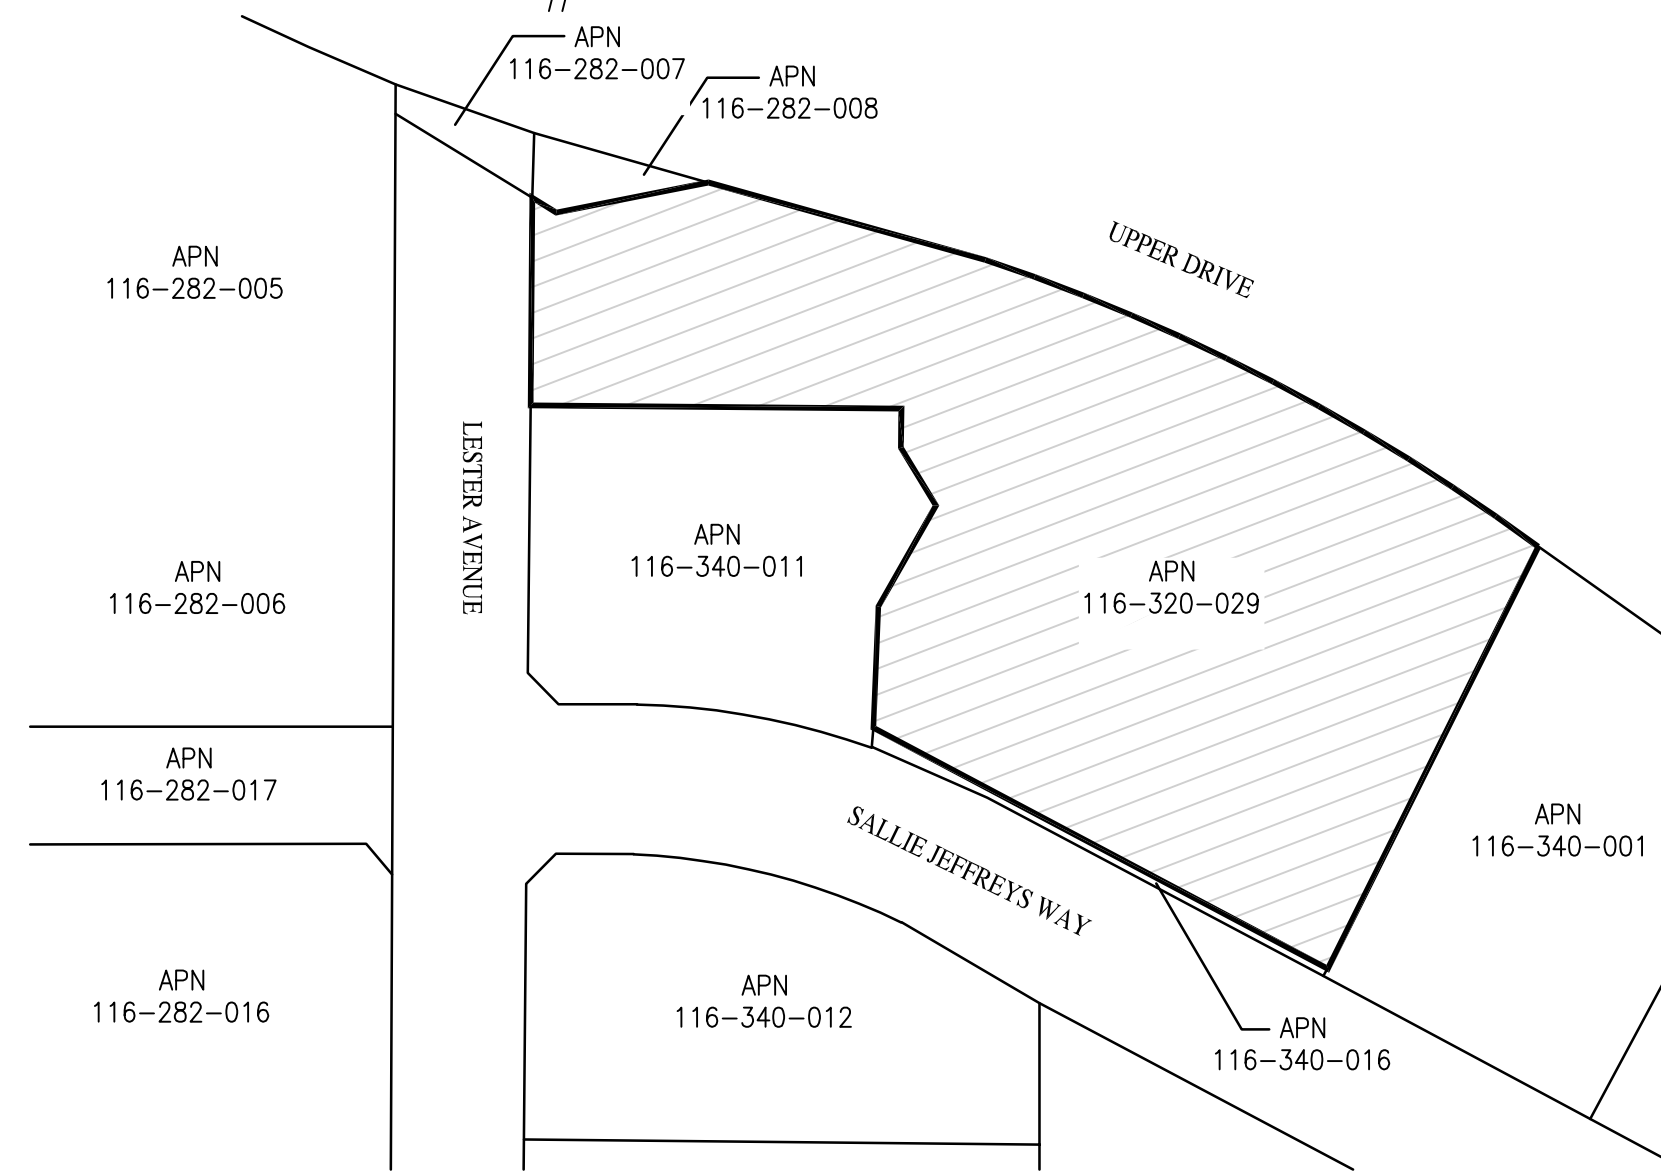 APN
116-282-007
APN
116-282-008
UPPER DRIVE
APN
116-282-005
LESTER AVENUE
APN
116-340-011
APN
116-320-029
APN
116-282-006
APN
116-282-017
SALLIE JEFFREYS WAY
APN
116-340-001
APN
116-282-016
APN
116-340-012
APN
116-340-016